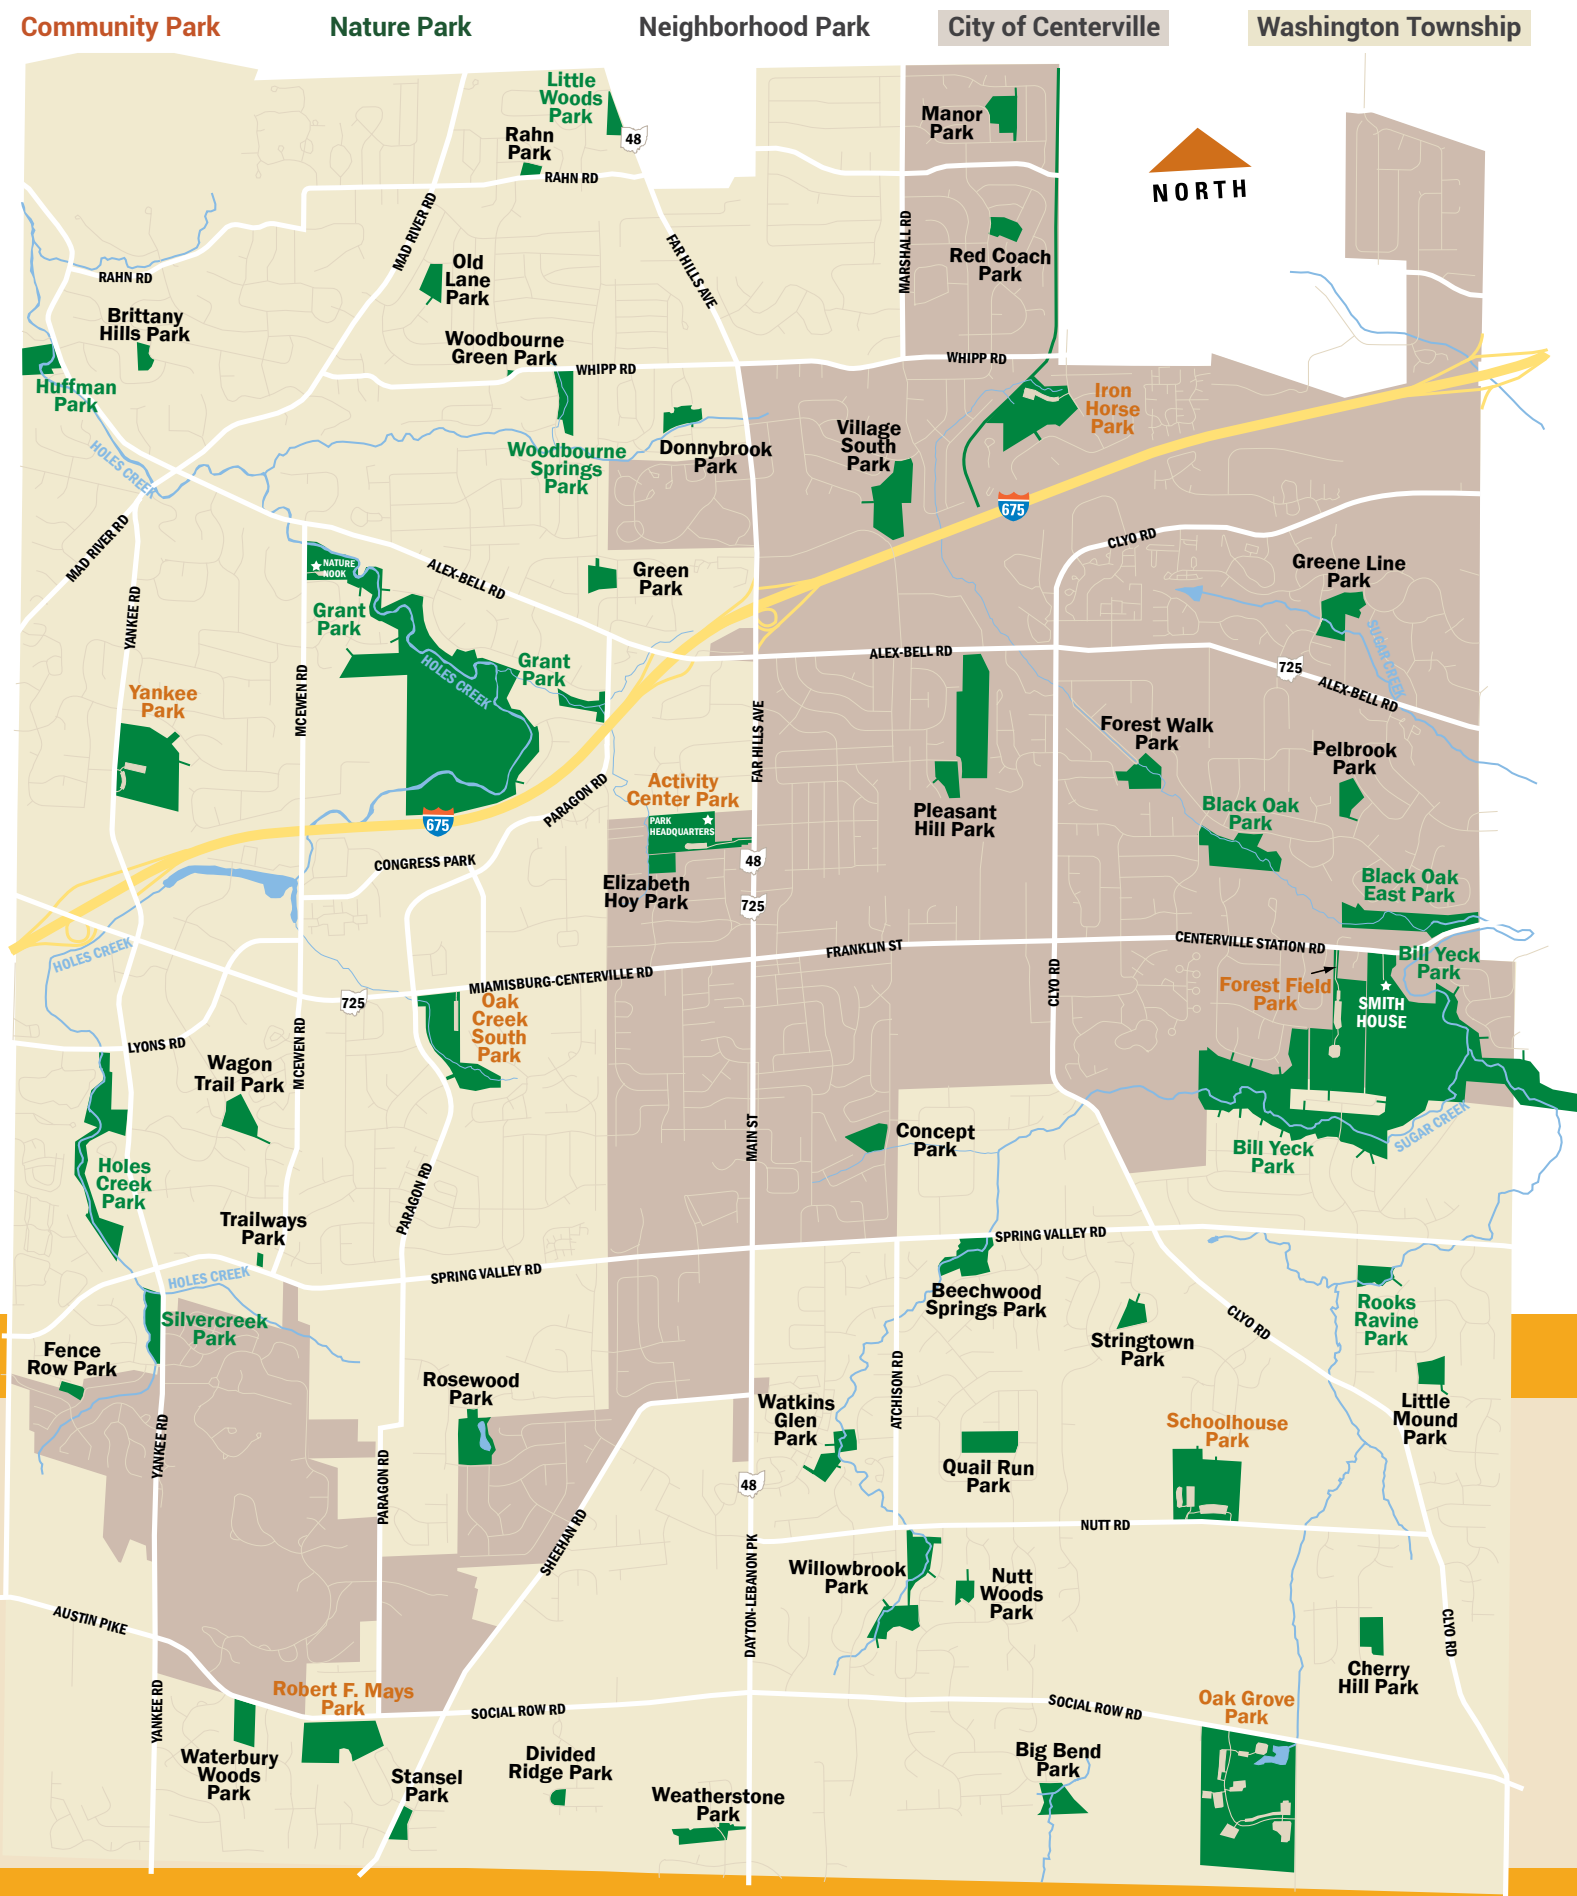 Community Park
Nature Park
Neighborhood Park
City of Centerville
Washington Township
Little
Woods
Park
Rahn
Park
48
RAHN RD
Manor
Park
NORTH
MAD RIVER RD
FAR HILLS AVE
MARSHALL RD
Red Coach
Park
RAHN RD
Old
Lane
Park
Brittany
Hills Park
Woodbourne
Green Park
WHIPP RD
WHIPP RD
Huffman
Park
Iron
Horse
Park
HOLES CREEK
Woodbourne
Springs
Park
Donnybrook
Park
Village
South
Park
675
MAD RIVER RD
CLYO RD
NATURE
NOOK
ALEX-BELL RD
Green
Park
Greene Line
Park
YANKEE RD
Grant
Park
SUGAR CREEK
HOLES CREEK
Grant
Park
ALEX-BELL RD
725
ALEX-BELL RD
Yankee
Park
MCEWEN RD
FAR HILLS AVE
Forest Walk
Park
Pelbrook
Park
Activity
Center Park
PARAGON RD
675
PARK
HEADQUARTERS
Pleasant
Hill Park
Black Oak
Park
CONGRESS PARK
48
Elizabeth
Hoy Park
725
Black Oak
East Park
HOLES CREEK
FRANKLIN ST
CENTERVILLE STATION RD
Bill Yeck
Park
MIAMISBURG-CENTERVILLE RD
725
CLYO RD
Forest Field
Park
SMITH
HOUSE
Oak
Creek
South
Park
LYONS RD
MCEWEN RD
Wagon
Trail Park
MAIN ST
Concept
Park
SUGAR CREEK
Bill Yeck
Park
Holes
Creek
Park
PARAGON RD
Trailways
Park
SPRING VALLEY RD
HOLES CREEK
SPRING VALLEY RD
Beechwood
Springs Park
Silvercreek
Park
Stringtown
Park
CLYO RD
Rooks
Ravine
Park
Fence
Row Park
Rosewood
Park
Watkins
Glen
Park
ATCHISON RD
Little
Mound
Park
YANKEE RD
Schoolhouse
Park
Quail Run
Park
PARAGON RD
48
SHEEHAN RD
NUTT RD
DAYTON-LEBANON PK
Willowbrook
Park
Nutt
Woods
Park
AUSTIN PIKE
CLYO RD
Cherry
Hill Park
YANKEE RD
Robert F. Mays
Park
SOCIAL ROW RD
SOCIAL ROW RD
Oak Grove
Park
Waterbury
Woods
Park
Stansel
Park
Divided
Ridge Park
Big Bend
Park
Weatherstone
Park